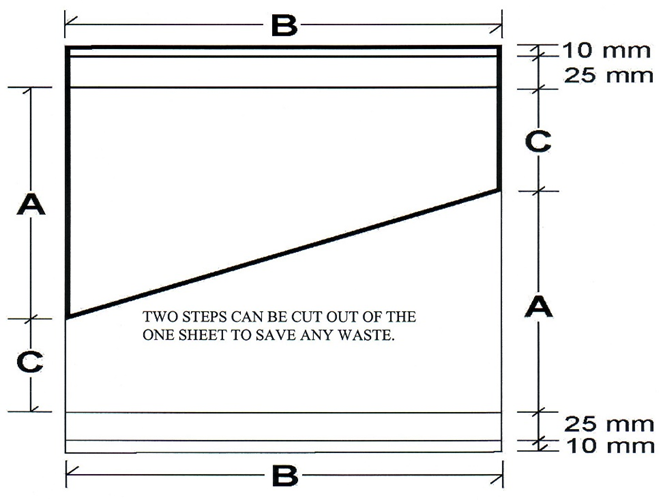 B
10 mm
25 mm
C
A
TWO STEPS CAN BE CUT OUT OF THE
ONE SHEET TO SAVE ANY WASTE.
A
C
25 mm
10 mm
B